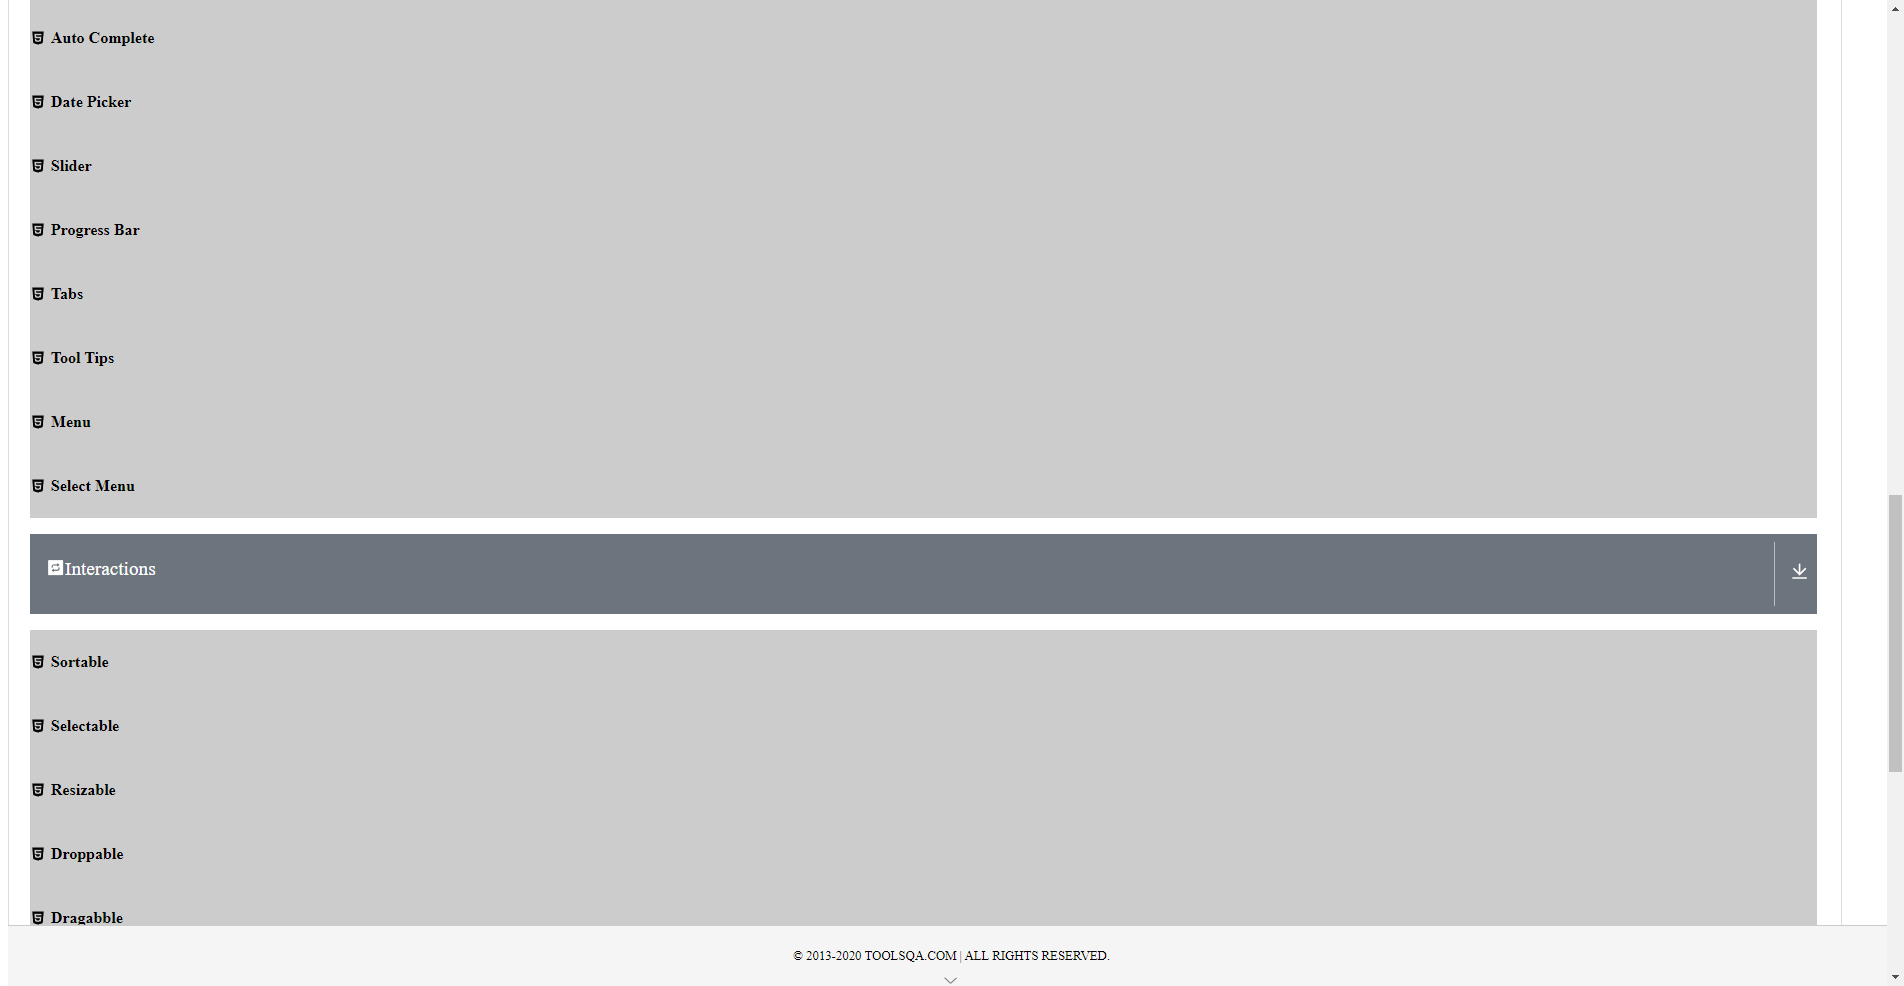 Auto Complete
Date Picker
Slider
Progress Bar
Tabs
Tool Tips
Menu
Select Menu
Interactions
Sortable
Selectable
Resizable
Droppable
Dragabble
© 2013-2020 TOOLSQA.COM | ALL RIGHTS RESERVED.